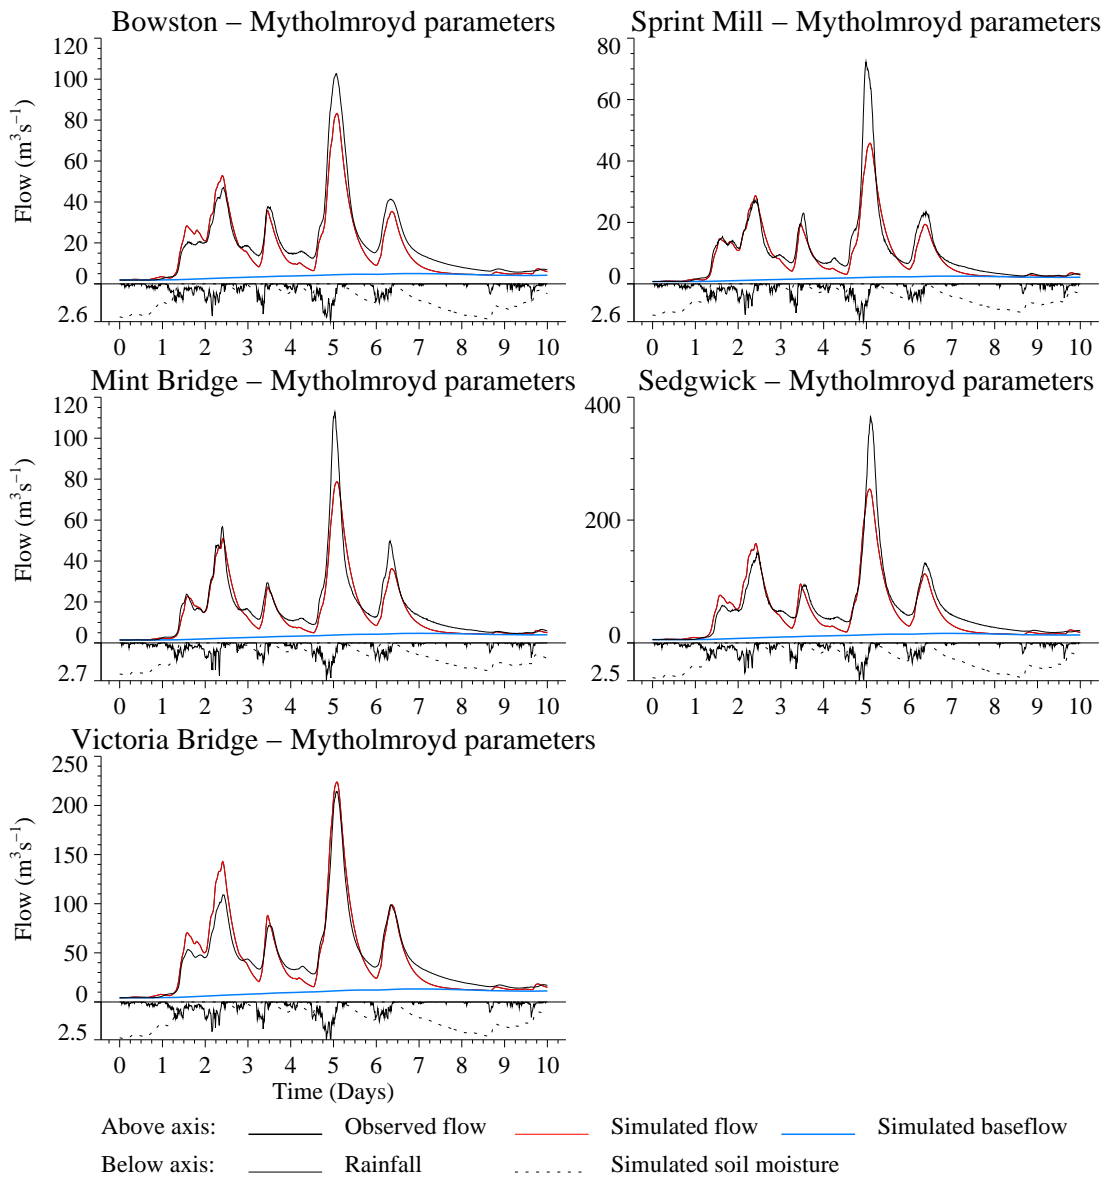 Bowston – Mytholmroyd parameters
Sprint Mill – Mytholmroyd parameters
120
100
80
60
40
20
0
2.6
Flow (m³s⁻¹)
0 1 2 3 4 5 6 7 8 9 10
80
60
40
20
0
2.6
0 1 2 3 4 5 6 7 8 9 10
Mint Bridge – Mytholmroyd parameters
Sedgwick – Mytholmroyd parameters
120
100
80
60
40
20
0
2.7
Flow (m³s⁻¹)
0 1 2 3 4 5 6 7 8 9 10
400
200
0
2.5
0 1 2 3 4 5 6 7 8 9 10
Victoria Bridge – Mytholmroyd parameters
250
200
150
100
50
0
2.5
Flow (m³s⁻¹)
0 1 2 3 4 5 6 7 8 9 10
Time (Days)
Above axis: Observed flow Simulated flow Simulated baseflow
Below axis: Rainfall Simulated soil moisture